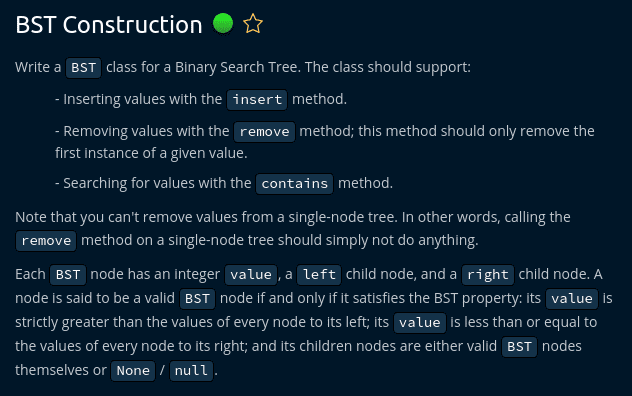 BST Construction
Write a BST class for a Binary Search Tree. The class should support:
- Inserting values with the insert method.
- Removing values with the remove method; this method should only remove the
first instance of a given value.
- Searching for values with the contains method.
Note that you can't remove values from a single-node tree. In other words, calling the
remove method on a single-node tree should simply not do anything.
Each BST node has an integer value, a left child node, and a right child node. A
node is said to be a valid BST node if and only if it satisfies the BST property: its value is
strictly greater than the values of every node to its left; its value is less than or equal to
the values of every node to its right; and its children nodes are either valid BST nodes
themselves or None / null.